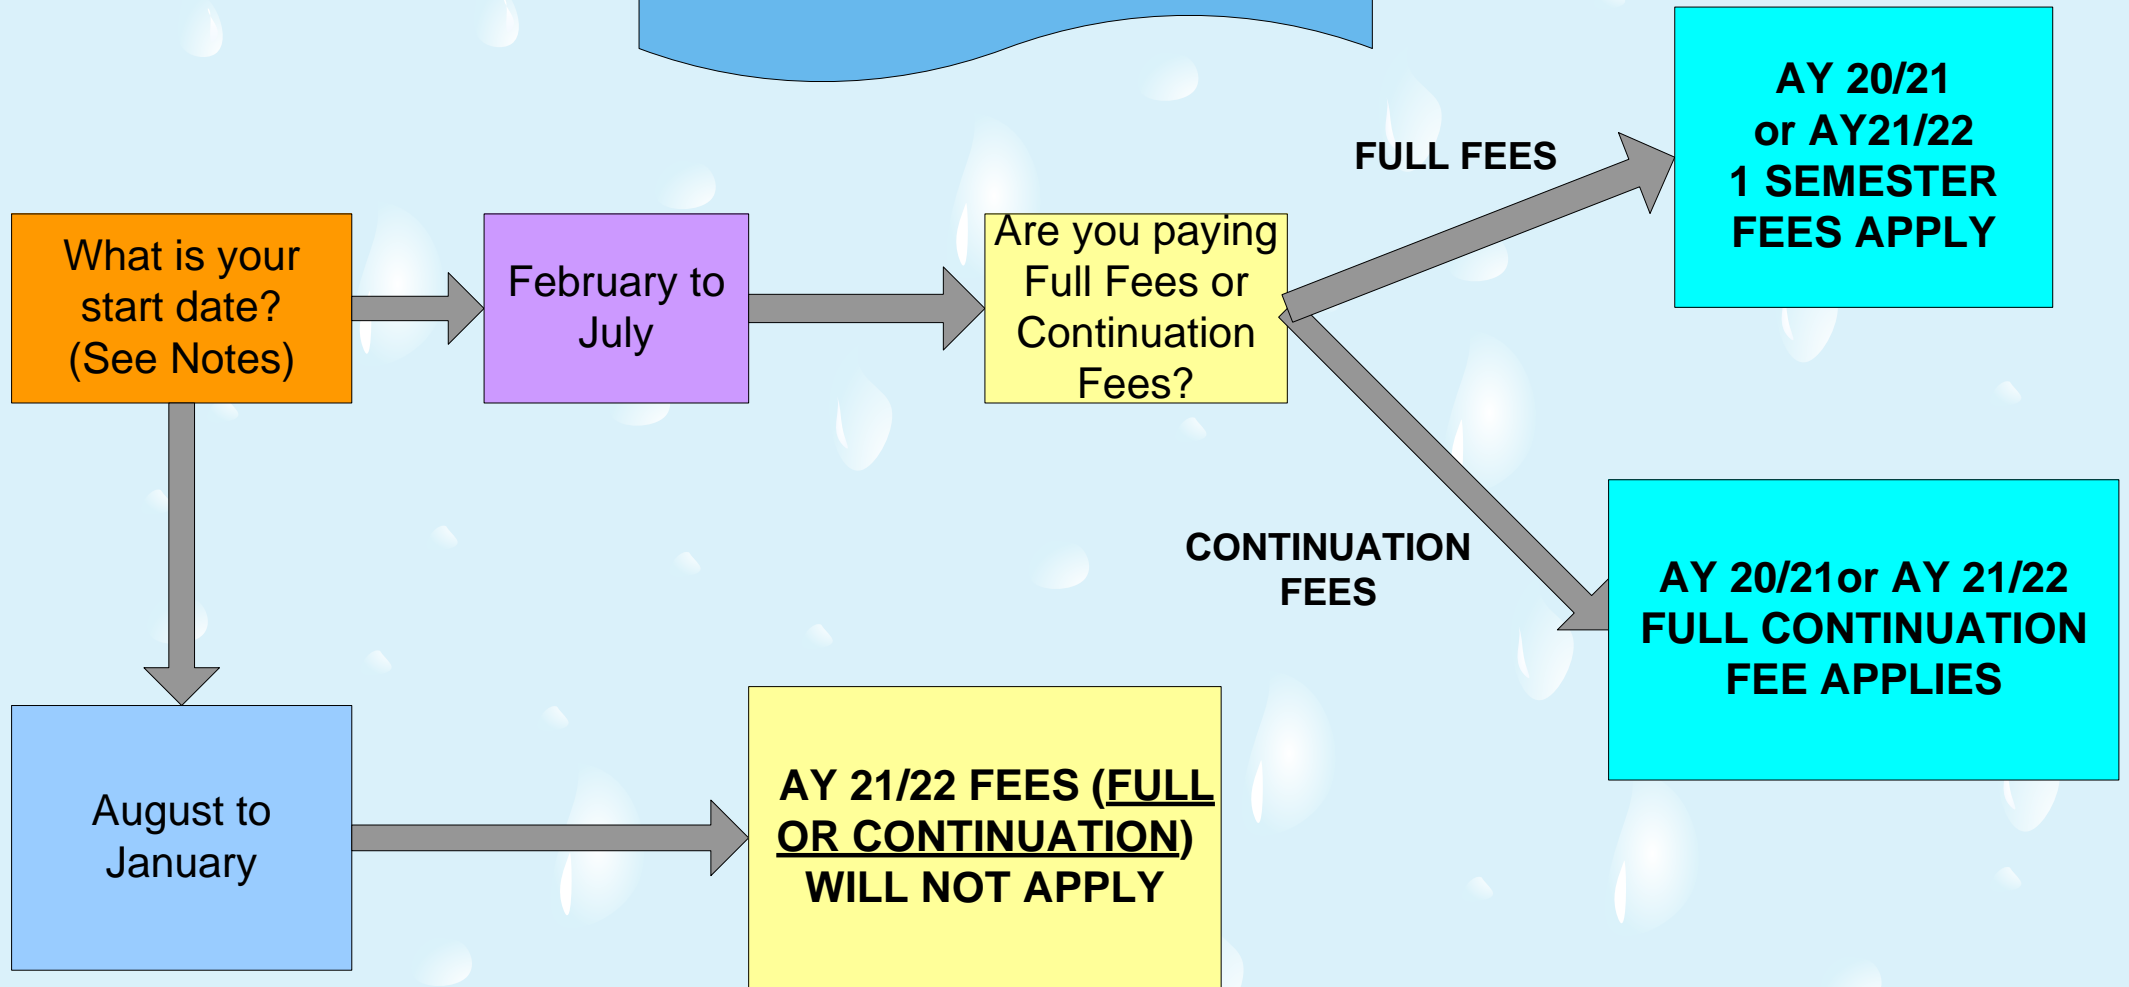 What is your
start date?
(See Notes)
February to
July
Are you paying
Full Fees or
Continuation
Fees?
FULL FEES
AY 20/21
or AY21/22
1 SEMESTER
FEES APPLY
CONTINUATION
FEES
AY 20/21or AY 21/22
FULL CONTINUATION
FEE APPLIES
August to
January
AY 21/22 FEES (FULL
OR CONTINUATION)
WILL NOT APPLY